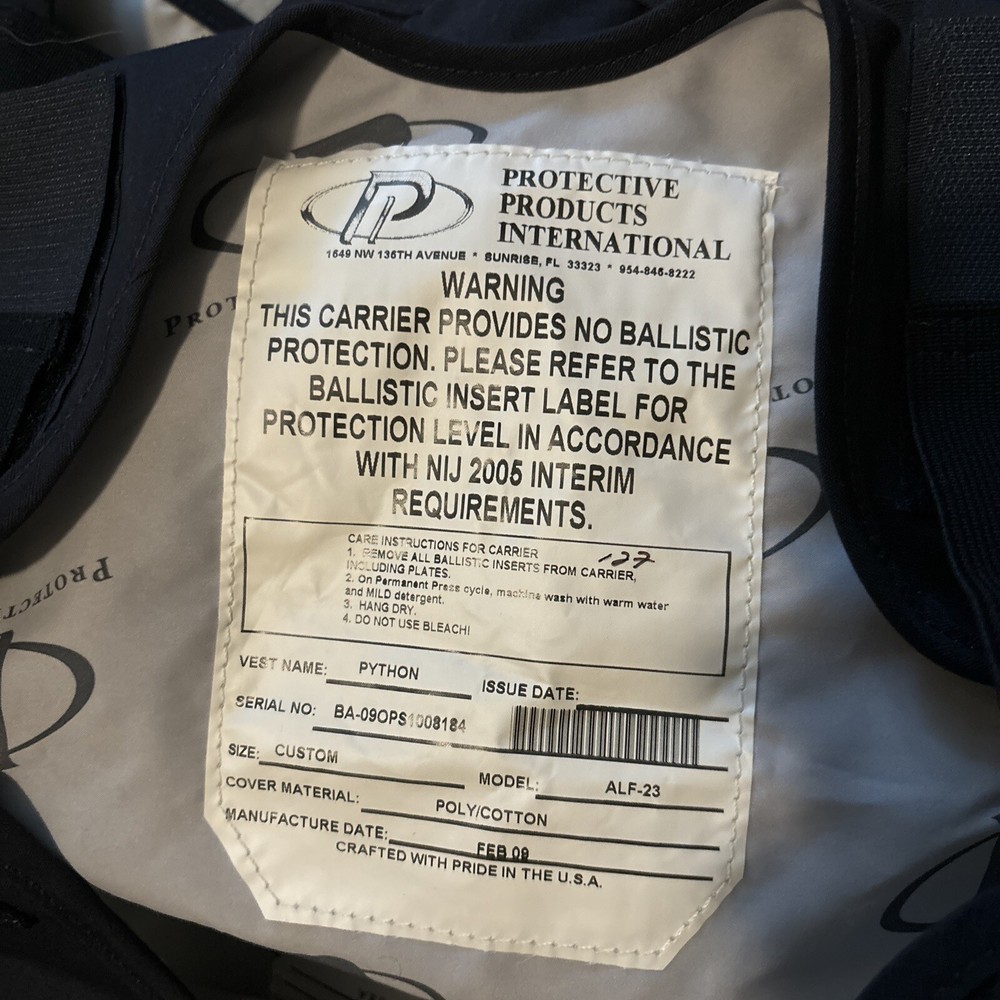 PROTECTIVE
PRODUCTS
INTERNATIONAL
1649 NW 136TH AVENUE * SUNRISE, FL 33323 * 954-846-8222
WARNING
THIS CARRIER PROVIDES NO BALLISTIC
PROTECTION. PLEASE REFER TO THE
BALLISTIC INSERT LABEL FOR
PROTECTION LEVEL IN ACCORDANCE
WITH NIJ 2005 INTERIM
REQUIREMENTS.
CARE INSTRUCTIONS FOR CARRIER
127
1. REMOVE ALL BALLISTIC INSERTS FROM CARRIER,
INCLUDING PLATES.
2. On Permanent Press cycle, machine wash with warm water
and MILD detergent.
3. HANG DRY.
4. DO NOT USE BLEACH!
VEST NAME: PYTHON
ISSUE DATE:
SERIAL NO: BA-09OPS1008184
SIZE: CUSTOM
MODEL: ALF-23
COVER MATERIAL: POLY/COTTON
MANUFACTURE DATE: FEB 09
CRAFTED WITH PRIDE IN THE U.S.A.
PROT
TO
PROTECT